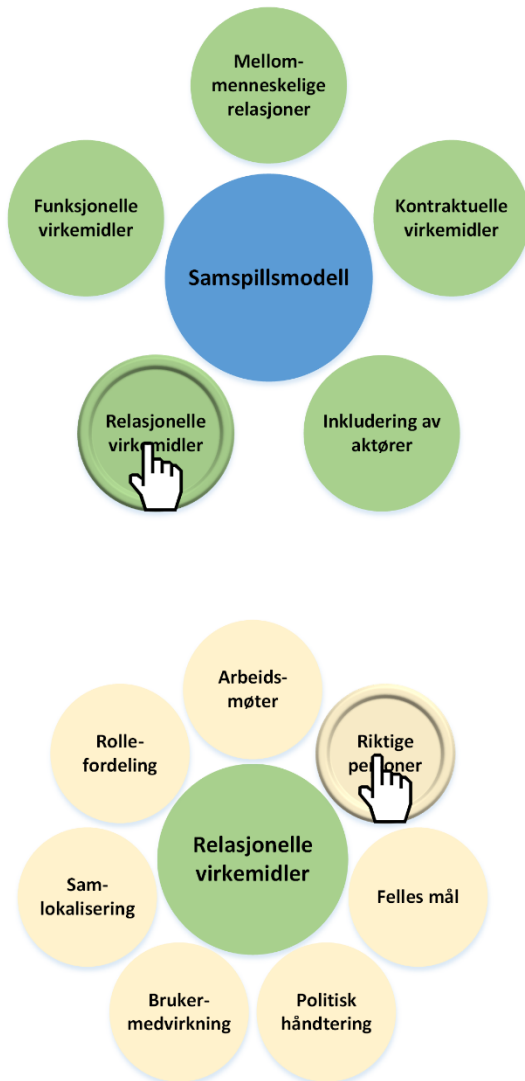 Mellom-
menneskelige
relasjoner
Funksjonelle
virkemidler
Kontraktuelle
virkemidler
Samspillsmodell
Relasjonelle
virkemidler
Inkludering av
aktører
Arbeids-
møter
Rolle-
fordeling
Riktige
personer
Relasjonelle
virkemidler
Sam-
lokalisering
Felles mål
Bruker-
medvirkning
Politisk
håndtering